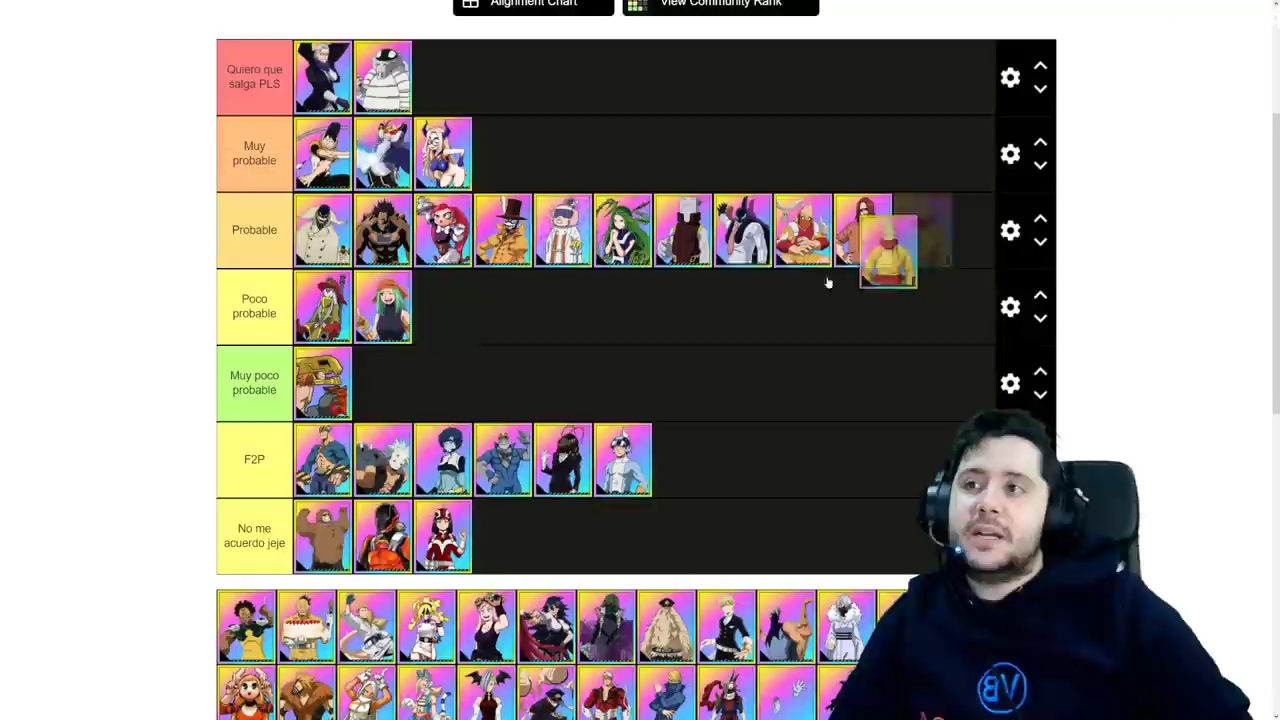 Alignment Chart
View Community Rank
Quiero que
salga PLS
Muy
probable
Probable
Poco
probable
Muy poco
probable
F2P
No me
acuerdo jeje